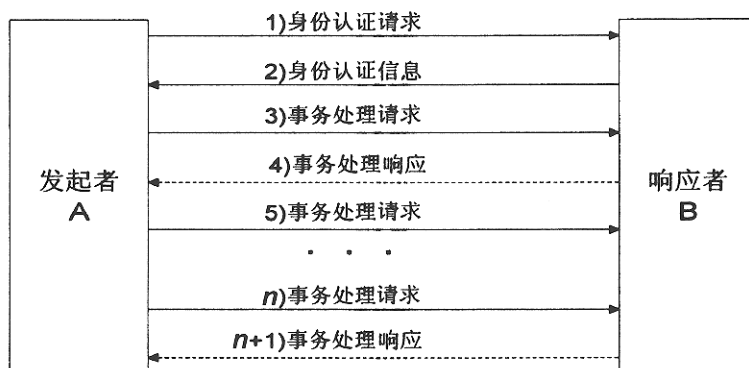 1)身份认证请求
2)身份认证信息
3)事务处理请求
4)事务处理响应
发起者
A
响应者
B
5)事务处理请求
. . .
n)事务处理请求
n+1)事务处理响应